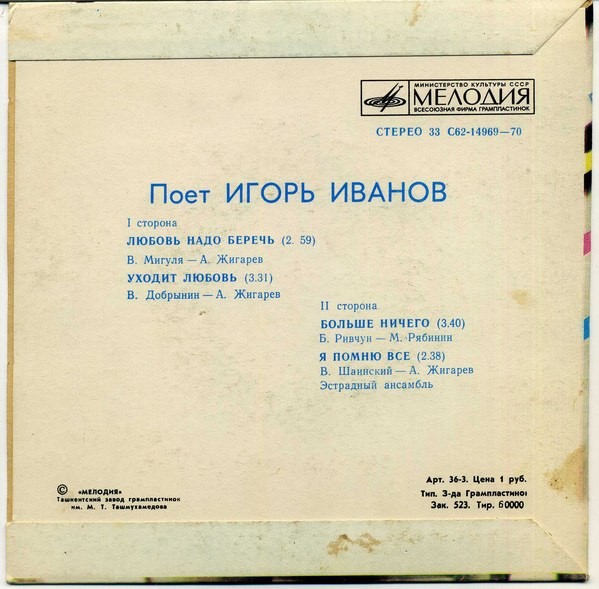 МИНИСТЕРСТВО КУЛЬТУРЫ СССР
МЕЛОДИЯ
ВСЕСОЮЗНАЯ ФИРМА ГРАМПЛАСТИНОК
СТЕРЕО 33 С62-14969—70
Поет ИГОРЬ ИВАНОВ
I сторона
ЛЮБОВЬ НАДО БЕРЕЧЬ (2. 59)
В. Мигуля — А. Жигарев
УХОДИТ ЛЮБОВЬ (3.31)
В. Добрынин — А. Жигарев
II сторона
БОЛЬШЕ НИЧЕГО (3.40)
Б. Ривчун — М. Рябинин
Я ПОМНЮ ВСЕ (2.38)
В. Шаинский — А. Жигарев
Эстрадный ансамбль
© «МЕЛОДИЯ»
Ташкентский завод грампластинок
им. М. Т. Ташмухамедова
Арт. 36-3. Цена 1 руб.
Тип. З-да Грампластинок
Зак. 523. Тир. 60000